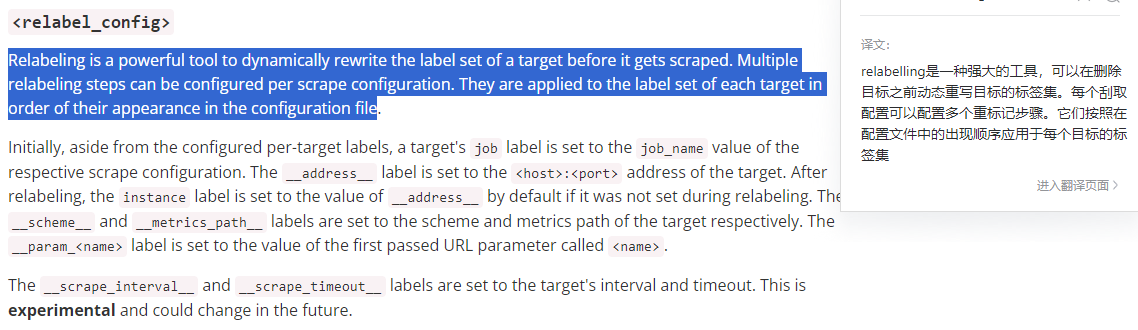 <relabel_config>
Relabeling is a powerful tool to dynamically rewrite the label set of a target before it gets scraped. Multiple
relabeling steps can be configured per scrape configuration. They are applied to the label set of each target in
order of their appearance in the configuration file.
Initially, aside from the configured per-target labels, a target's job label is set to the job_name value of the
respective scrape configuration. The __address__ label is set to the <host>:<port> address of the target. After
relabeling, the instance label is set to the value of __address__ by default if it was not set during relabeling. The
__scheme__ and __metrics_path__ labels are set to the scheme and metrics path of the target respectively. The
__param_<name> label is set to the value of the first passed URL parameter called <name>.
The __scrape_interval__ and __scrape_timeout__ labels are set to the target's interval and timeout. This is
experimental and could change in the future.
译文：
relabelling是一种强大的工具，可以在删除
目标之前动态重写目标的标签集。每个刮取
配置可以配置多个重标记步骤。它们按照在
配置文件中的出现顺序应用于每个目标的标
签集
进入翻译页面 >